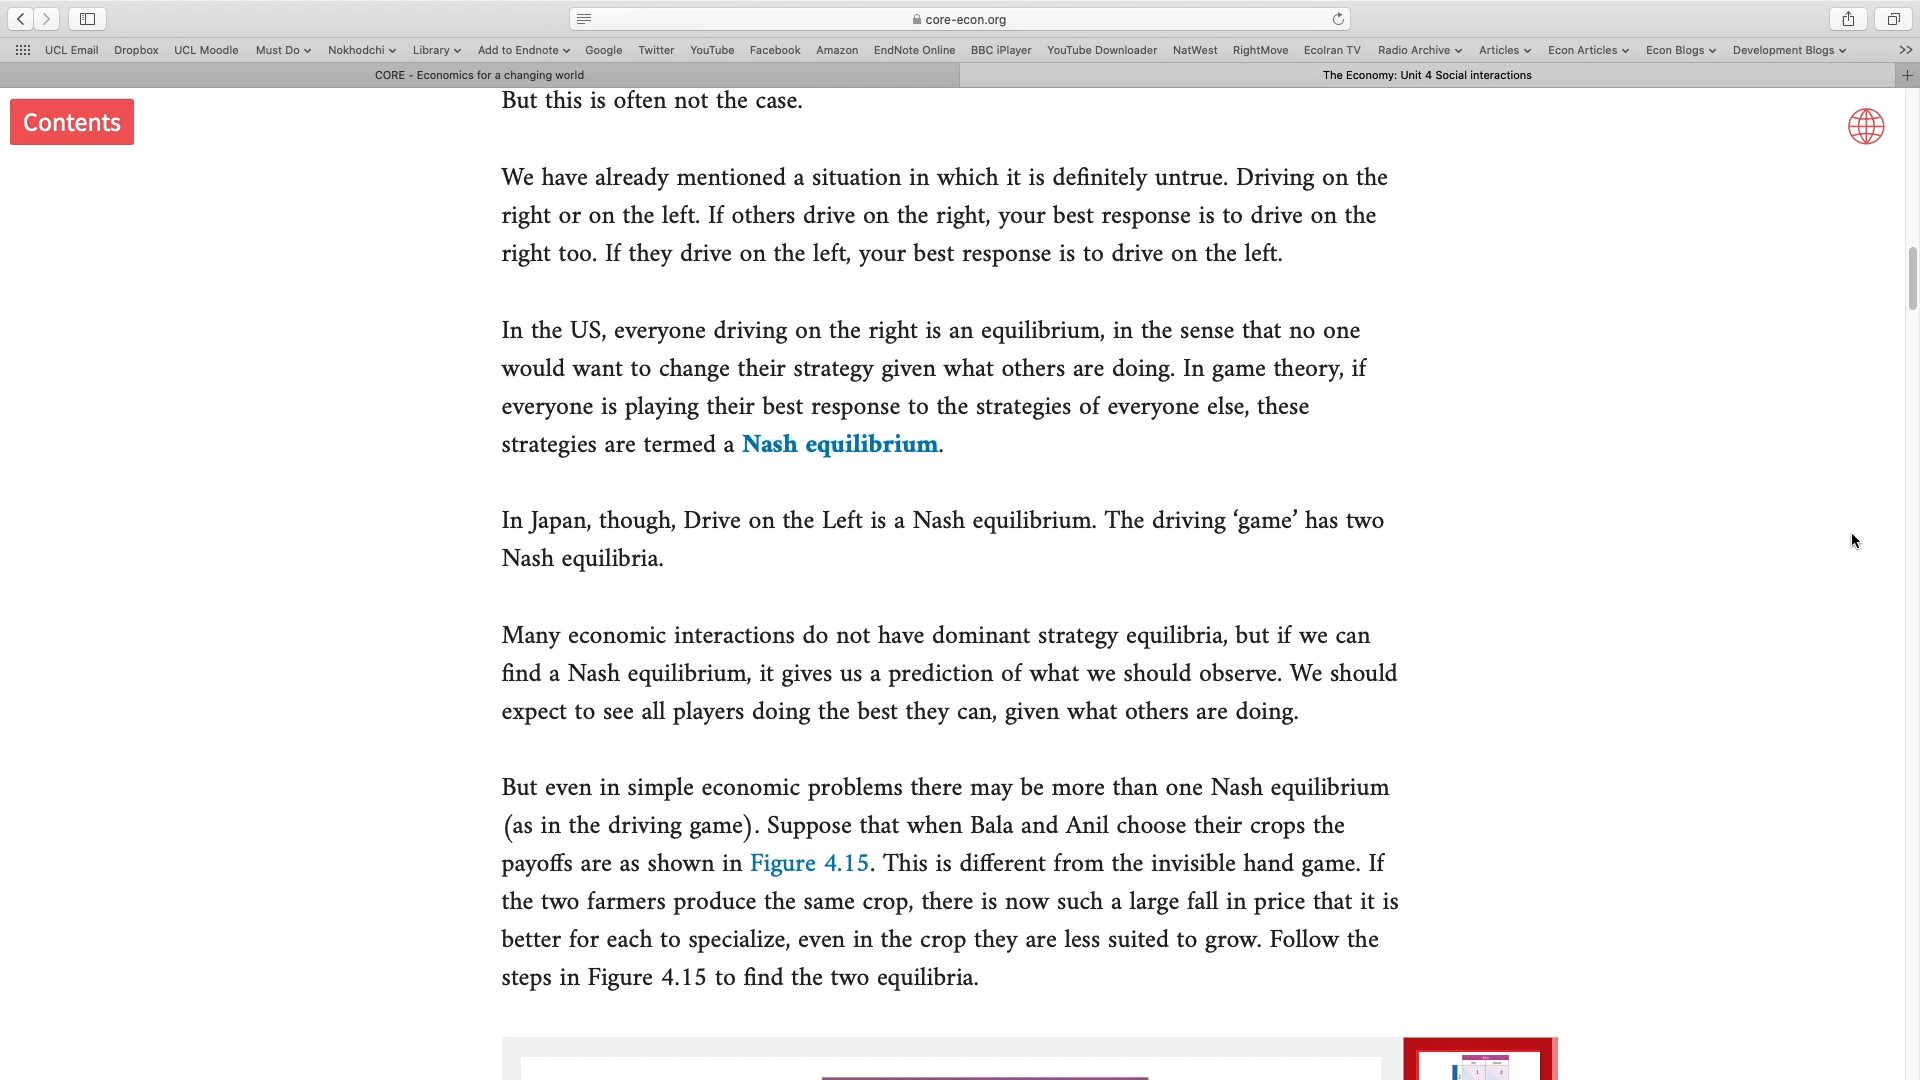 core-econ.org
UCL Email Dropbox UCL Moodle Must Do Nokhodchi Library Add to Endnote Google Twitter YouTube Facebook Amazon EndNote Online BBC iPlayer YouTube Downloader NatWest RightMove EcoIran TV Radio Archive Articles Econ Articles Econ Blogs Development Blogs
CORE - Economics for a changing world
The Economy: Unit 4 Social interactions
Contents
But this is often not the case.
We have already mentioned a situation in which it is definitely untrue. Driving on the
right or on the left. If others drive on the right, your best response is to drive on the
right too. If they drive on the left, your best response is to drive on the left.
In the US, everyone driving on the right is an equilibrium, in the sense that no one
would want to change their strategy given what others are doing. In game theory, if
everyone is playing their best response to the strategies of everyone else, these
strategies are termed a Nash equilibrium.
In Japan, though, Drive on the Left is a Nash equilibrium. The driving ‘game’ has two
Nash equilibria.
Many economic interactions do not have dominant strategy equilibria, but if we can
find a Nash equilibrium, it gives us a prediction of what we should observe. We should
expect to see all players doing the best they can, given what others are doing.
But even in simple economic problems there may be more than one Nash equilibrium
(as in the driving game). Suppose that when Bala and Anil choose their crops the
payoffs are as shown in Figure 4.15. This is different from the invisible hand game. If
the two farmers produce the same crop, there is now such a large fall in price that it is
better for each to specialize, even in the crop they are less suited to grow. Follow the
steps in Figure 4.15 to find the two equilibria.